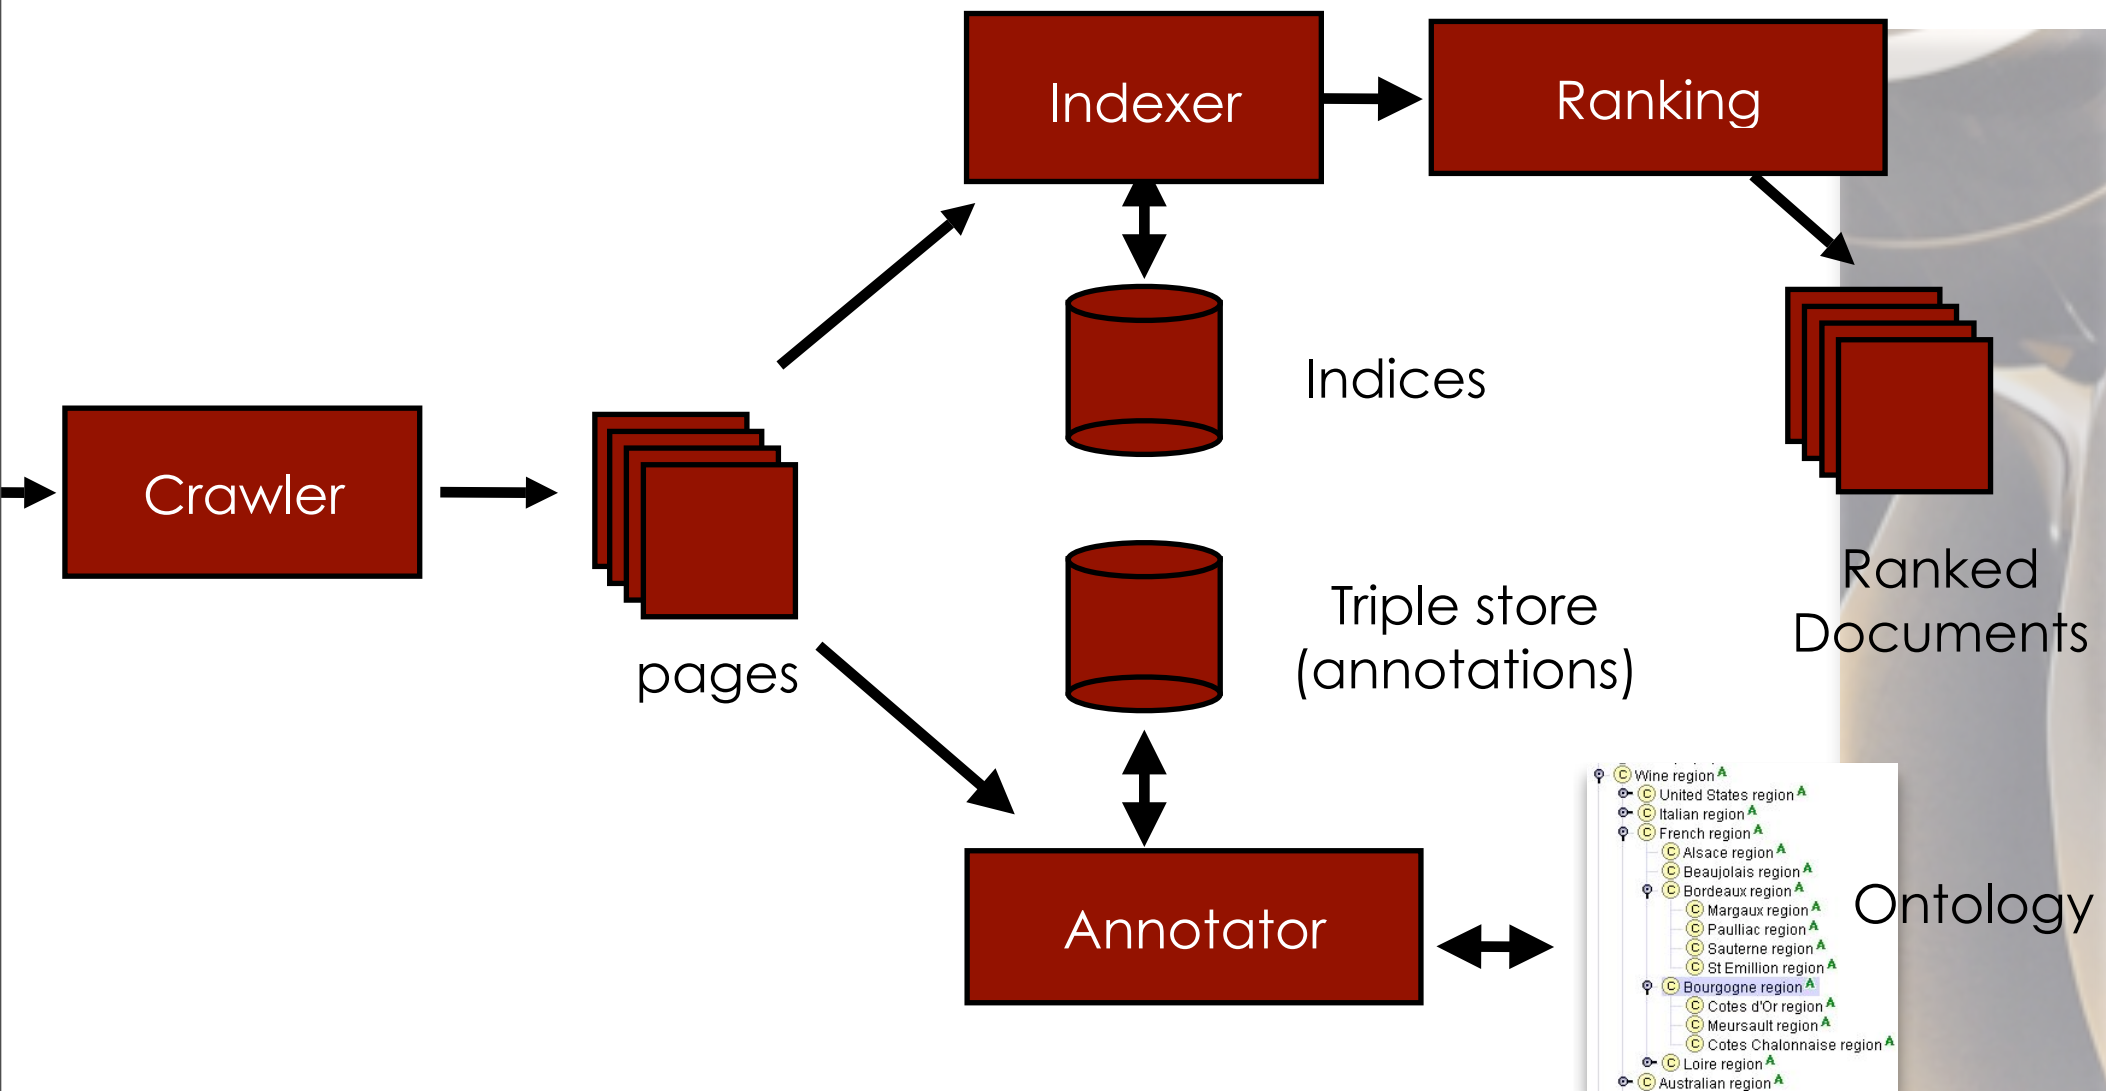 Indexer
Ranking
Indices
Crawler
Ranked
Documents
Triple store
(annotations)
pages
Wine region A
United States region A
Italian region A
French region A
Alsace region A
Beaujolais region A
Bordeaux region A
Margaux region A
Paulliac region A
Sauterne region A
St Emillion region A
Bourgogne region A
Cotes d'Or region A
Meursault region A
Cotes Chalonnaise region A
Loire region A
Australian region A
Ontology
Annotator